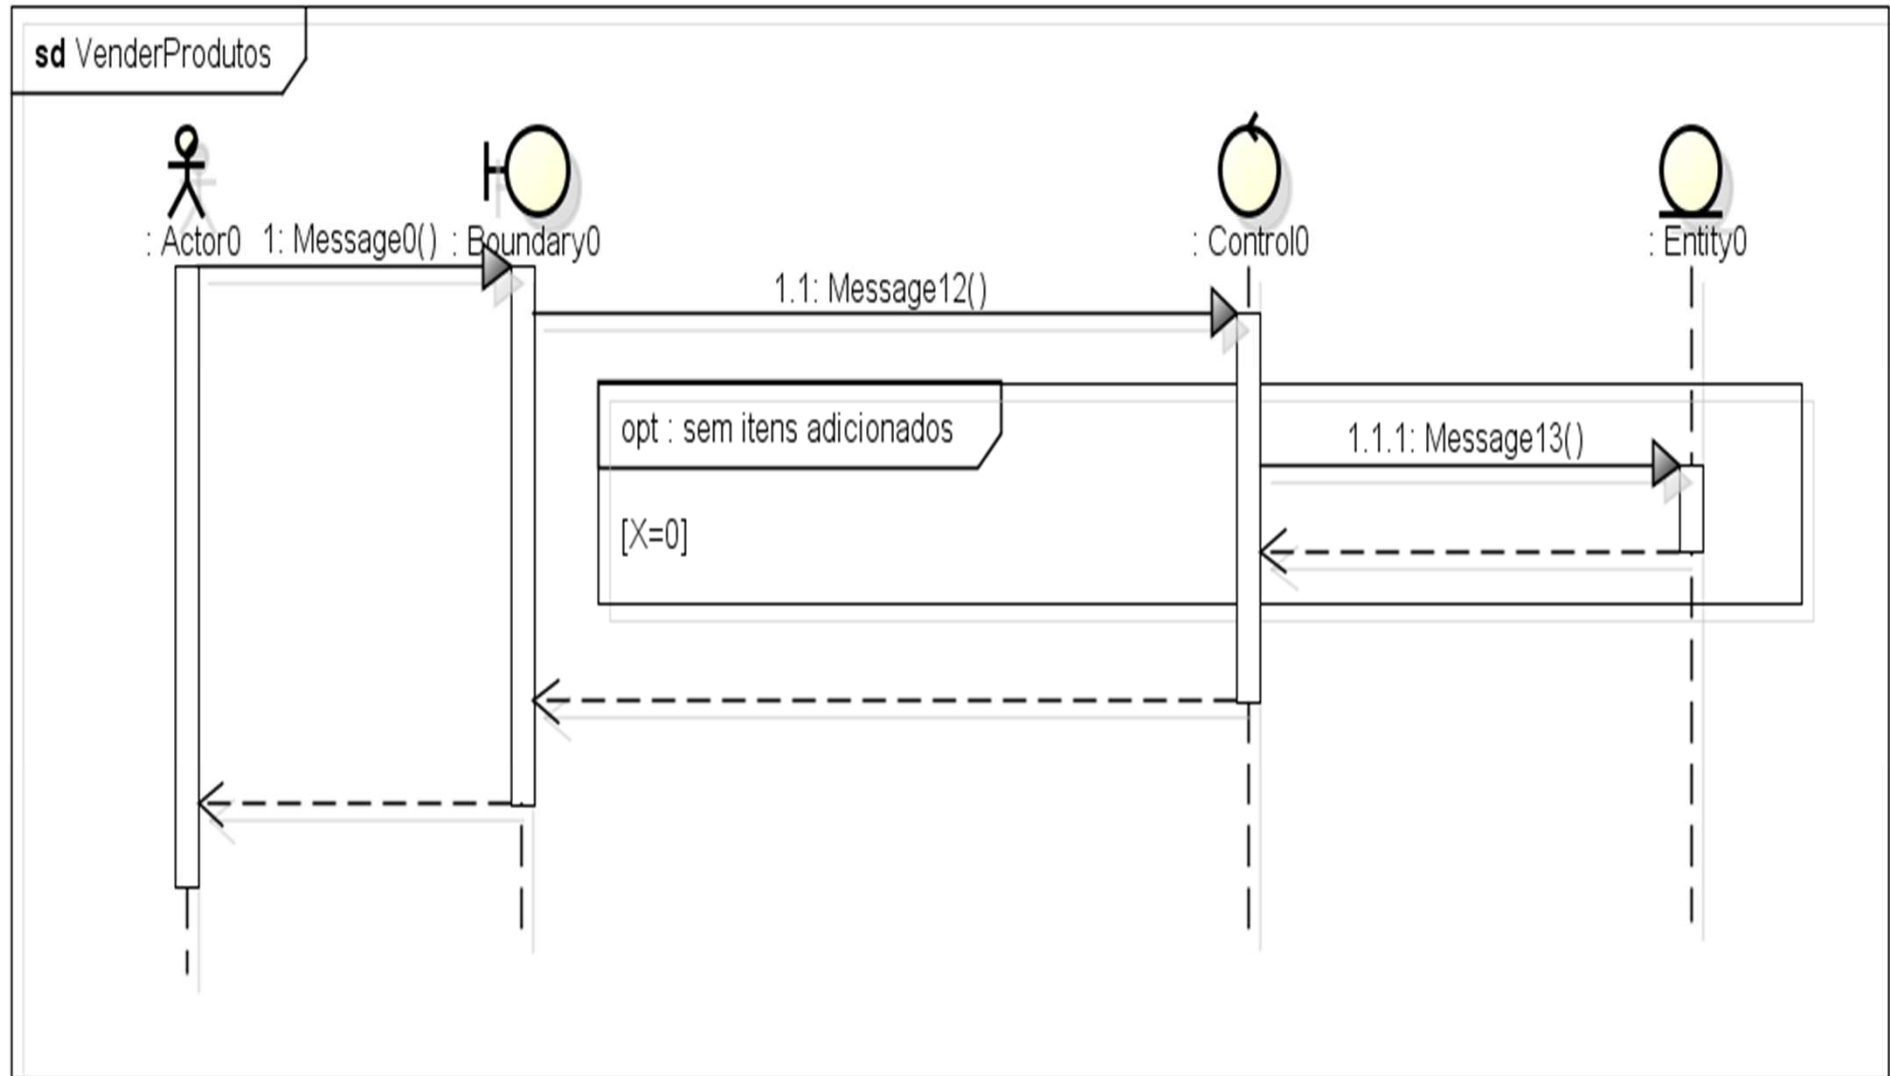 sd VenderProdutos
: Actor0
1: Message0()
: Boundary0
: Control0
: Entity0
1.1: Message12()
opt : sem itens adicionados
1.1.1: Message13()
[X=0]